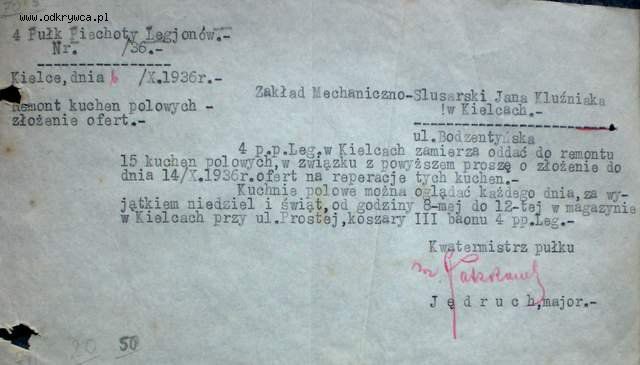 www.odkrywca.pl
4 Pułk Piechoty Legjonów.-
Nr. /36.-
Kielce, dnia 6 /X.1936r.-
Zakład Mechaniczno-Slusarski Jana Kluźniaka
!w Kielcach.-
Remont kuchen polowych -
złożenie ofert.-
ul.Bodzentyńska
4 p.p.Leg.w Kielcach zamierza oddać do remontu
15 kuchen polowych,w związku z powyższem proszę o złożenie do
dnia 14/X.1936r.ofert na reperacje tych kuchen.-
Kuchnie polowe można oglądać każdego dnia,za wy-
jątkiem niedziel i świąt,od godziny 8-mej do 12-tej w magazynie
w Kielcach przy ul.Prostej,koszary III baonu 4 pp.Leg.-
Kwatermistrz pułku
J ę d r u c h,major.-
20 50